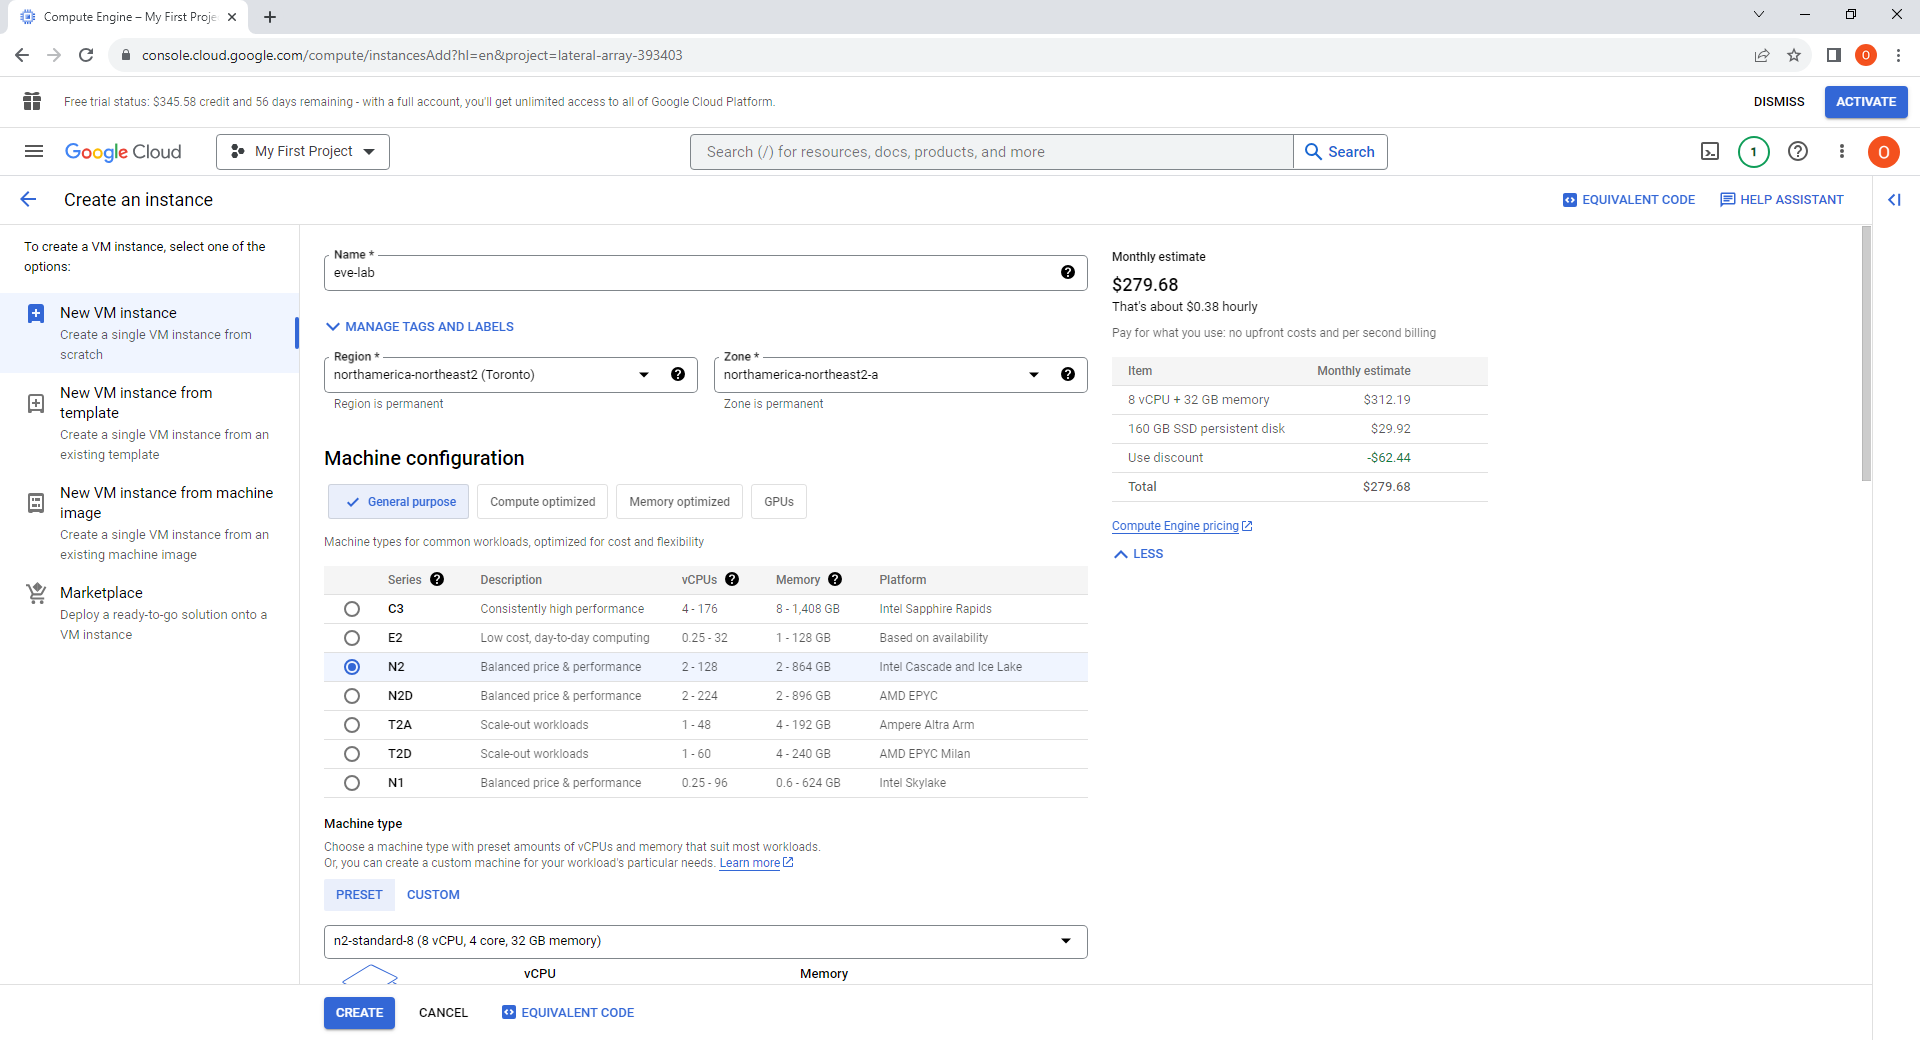 Compute Engine – My First Proje
console.cloud.google.com/compute/instancesAdd?hl=en&project=lateral-array-393403
O
Free trial status: $345.58 credit and 56 days remaining - with a full account, you'll get unlimited access to all of Google Cloud Platform.
DISMISS
ACTIVATE
Google Cloud
My First Project
Search (/) for resources, docs, products, and more
Search
1
O
Create an instance
EQUIVALENT CODE
HELP ASSISTANT
To create a VM instance, select one of the
options:
New VM instance
Create a single VM instance from
scratch
New VM instance from
template
Create a single VM instance from an
existing template
New VM instance from machine
image
Create a single VM instance from an
existing machine image
Marketplace
Deploy a ready-to-go solution onto a
VM instance
Name *
eve-lab
MANAGE TAGS AND LABELS
Region *
northamerica-northeast2 (Toronto)
Region is permanent
Zone *
northamerica-northeast2-a
Zone is permanent
Machine configuration
General purpose
Compute optimized
Memory optimized
GPUs
Machine types for common workloads, optimized for cost and flexibility
Series Description vCPUs Memory Platform
C3 Consistently high performance 4 - 176 8 - 1,408 GB Intel Sapphire Rapids
E2 Low cost, day-to-day computing 0.25 - 32 1 - 128 GB Based on availability
N2 Balanced price & performance 2 - 128 2 - 864 GB Intel Cascade and Ice Lake
N2D Balanced price & performance 2 - 224 2 - 896 GB AMD EPYC
T2A Scale-out workloads 1 - 48 4 - 192 GB Ampere Altra Arm
T2D Scale-out workloads 1 - 60 4 - 240 GB AMD EPYC Milan
N1 Balanced price & performance 0.25 - 96 0.6 - 624 GB Intel Skylake
Machine type
Choose a machine type with preset amounts of vCPUs and memory that suit most workloads.
Or, you can create a custom machine for your workload's particular needs. Learn more
PRESET
CUSTOM
n2-standard-8 (8 vCPU, 4 core, 32 GB memory)
vCPU
Memory
CREATE
CANCEL
EQUIVALENT CODE
Monthly estimate
$279.68
That's about $0.38 hourly
Pay for what you use: no upfront costs and per second billing
Item Monthly estimate
8 vCPU + 32 GB memory $312.19
160 GB SSD persistent disk $29.92
Use discount -$62.44
Total $279.68
Compute Engine pricing
LESS